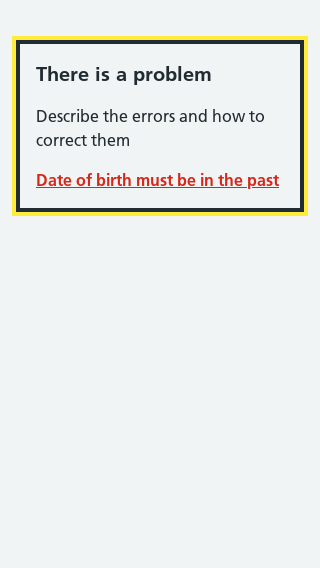 There is a problem
Describe the errors and how to
correct them
Date of birth must be in the past